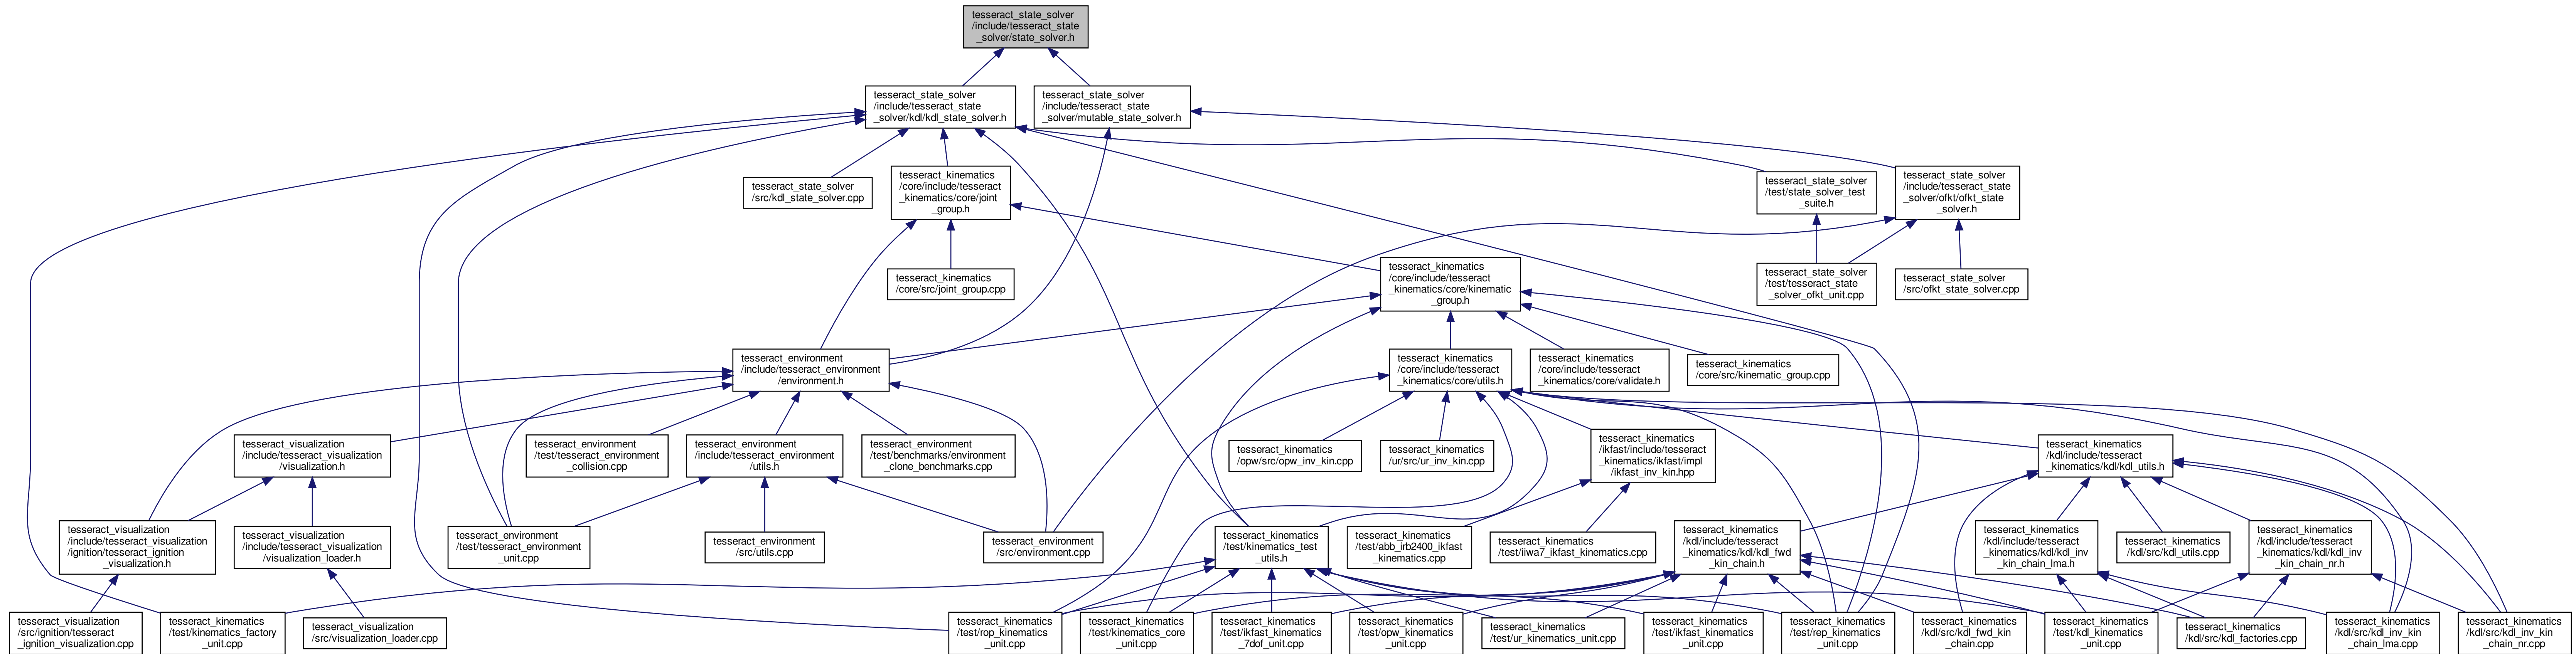 tesseract_state_solver
/include/tesseract_state
_solver/state_solver.h
tesseract_state_solver
/include/tesseract_state
_solver/kdl/kdl_state_solver.h
tesseract_state_solver
/include/tesseract_state
_solver/mutable_state_solver.h
tesseract_state_solver
/src/kdl_state_solver.cpp
tesseract_kinematics
/core/include/tesseract
_kinematics/core/joint
_group.h
tesseract_state_solver
/test/state_solver_test
_suite.h
tesseract_state_solver
/include/tesseract_state
_solver/ofkt/ofkt_state
_solver.h
tesseract_kinematics
/core/src/joint_group.cpp
tesseract_kinematics
/core/include/tesseract
_kinematics/core/kinematic
_group.h
tesseract_state_solver
/test/tesseract_state
_solver_ofkt_unit.cpp
tesseract_state_solver
/src/ofkt_state_solver.cpp
tesseract_environment
/include/tesseract_environment
/environment.h
tesseract_kinematics
/core/include/tesseract
_kinematics/core/utils.h
tesseract_kinematics
/core/include/tesseract
_kinematics/core/validate.h
tesseract_kinematics
/core/src/kinematic_group.cpp
tesseract_visualization
/include/tesseract_visualization
/visualization.h
tesseract_environment
/test/tesseract_environment
_collision.cpp
tesseract_environment
/include/tesseract_environment
/utils.h
tesseract_environment
/test/benchmarks/environment
_clone_benchmarks.cpp
tesseract_kinematics
/opw/src/opw_inv_kin.cpp
tesseract_kinematics
/ur/src/ur_inv_kin.cpp
tesseract_kinematics
/ikfast/include/tesseract
_kinematics/ikfast/impl
/ikfast_inv_kin.hpp
tesseract_kinematics
/kdl/include/tesseract
_kinematics/kdl/kdl_utils.h
tesseract_visualization
/include/tesseract_visualization
/ignition/tesseract_ignition
_visualization.h
tesseract_visualization
/include/tesseract_visualization
/visualization_loader.h
tesseract_environment
/test/tesseract_environment
_unit.cpp
tesseract_environment
/src/utils.cpp
tesseract_environment
/src/environment.cpp
tesseract_kinematics
/test/kinematics_test
_utils.h
tesseract_kinematics
/test/abb_irb2400_ikfast
_kinematics.cpp
tesseract_kinematics
/test/iiwa7_ikfast_kinematics.cpp
tesseract_kinematics
/kdl/include/tesseract
_kinematics/kdl/kdl_fwd
_kin_chain.h
tesseract_kinematics
/kdl/include/tesseract
_kinematics/kdl/kdl_inv
_kin_chain_lma.h
tesseract_kinematics
/kdl/src/kdl_utils.cpp
tesseract_kinematics
/kdl/include/tesseract
_kinematics/kdl/kdl_inv
_kin_chain_nr.h
tesseract_visualization
/src/ignition/tesseract
_ignition_visualization.cpp
tesseract_kinematics
/test/kinematics_factory
_unit.cpp
tesseract_visualization
/src/visualization_loader.cpp
tesseract_kinematics
/test/rop_kinematics
_unit.cpp
tesseract_kinematics
/test/kinematics_core
_unit.cpp
tesseract_kinematics
/test/ikfast_kinematics
_7dof_unit.cpp
tesseract_kinematics
/test/opw_kinematics
_unit.cpp
tesseract_kinematics
/test/ur_kinematics_unit.cpp
tesseract_kinematics
/test/ikfast_kinematics
_unit.cpp
tesseract_kinematics
/test/rep_kinematics
_unit.cpp
tesseract_kinematics
/kdl/src/kdl_fwd_kin
_chain.cpp
tesseract_kinematics
/test/kdl_kinematics
_unit.cpp
tesseract_kinematics
/kdl/src/kdl_factories.cpp
tesseract_kinematics
/kdl/src/kdl_inv_kin
_chain_lma.cpp
tesseract_kinematics
/kdl/src/kdl_inv_kin
_chain_nr.cpp